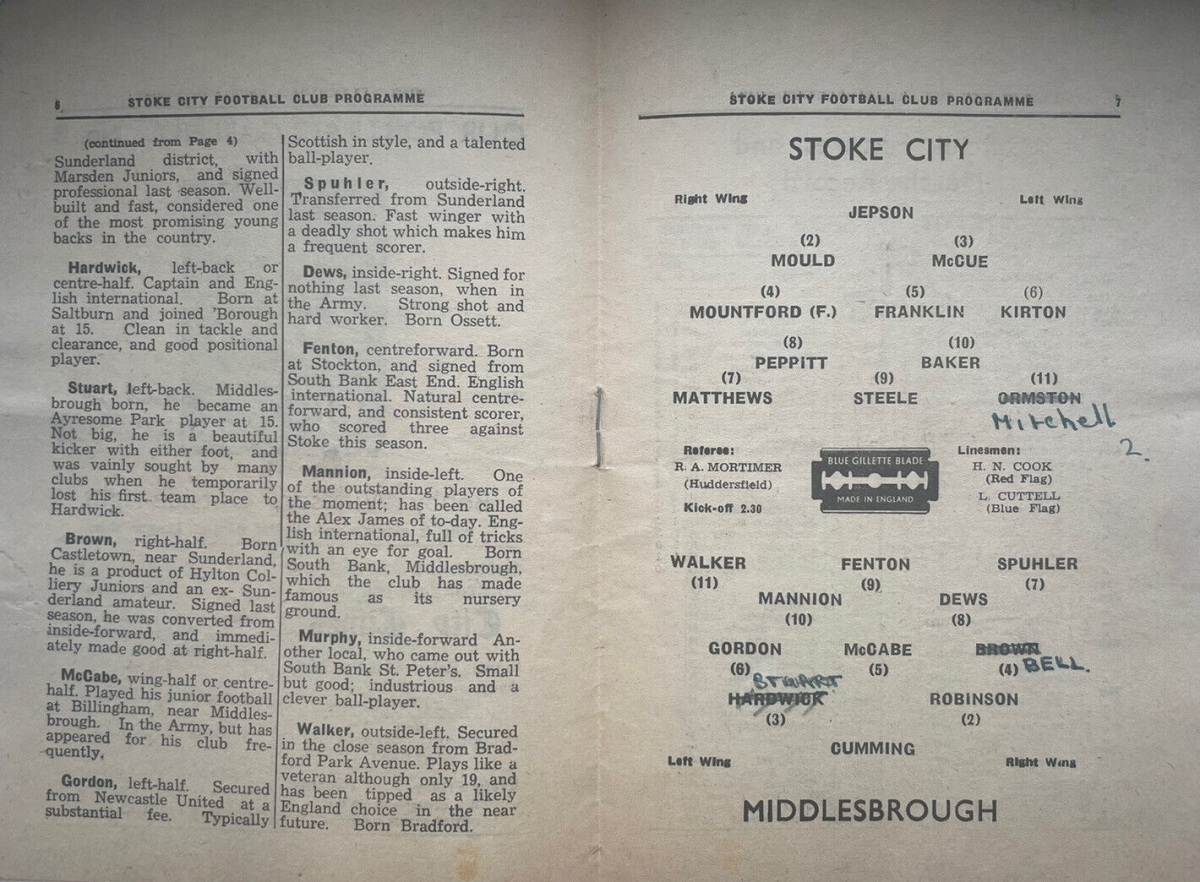 6 STOKE CITY FOOTBALL CLUB PROGRAMME
(continued from Page 4)
Sunderland district, with
Marsden Juniors, and signed
professional last season. Well-
built and fast, considered one
of the most promising young
backs in the country.
Hardwick, left-back or
centre-half. Captain and Eng-
lish international. Born at
Saltburn and joined 'Borough
at 15. Clean in tackle and
clearance, and good positional
player.
Stuart, left-back. Middles-
brough born, he became an
Ayresome Park player at 15.
Not big, he is a beautiful
kicker with either foot, and
was vainly sought by many
clubs when he temporarily
lost his first team place to
Hardwick.
Brown, right-half. Born
Castletown, near Sunderland,
he is a product of Hylton Col-
liery Juniors and an ex- Sun-
derland amateur. Signed last
season, he was converted from
inside-forward, and immedi-
ately made good at right-half.
McCabe, wing-half or centre-
half. Played his junior football
at Billingham, near Middles-
brough. In the Army, but has
appeared for his club fre-
quently.
Gordon, left-half. Secured
from Newcastle United at a
substantial fee. Typically
Scottish in style, and a talented
ball-player.
Spuhler, outside-right.
Transferred from Sunderland
last season. Fast winger with
a deadly shot which makes him
a frequent scorer.
Dews, inside-right. Signed for
nothing last season, when in
the Army. Strong shot and
hard worker. Born Ossett.
Fenton, centreforward. Born
at Stockton, and signed from
South Bank East End. English
international. Natural centre-
forward, and consistent scorer,
who scored three against
Stoke this season.
Mannion, inside-left. One
of the outstanding players of
the moment; has been called
the Alex James of to-day. Eng-
lish international, full of tricks
with an eye for goal. Born
South Bank, Middlesbrough,
which the club has made
famous as its nursery
ground.
Murphy, inside-forward An-
other local, who came out with
South Bank St. Peter's. Small
but good; industrious and a
clever ball-player.
Walker, outside-left. Secured
in the close season from Brad-
ford Park Avenue. Plays like a
veteran although only 19, and
has been tipped as a likely
England choice in the near
future. Born Bradford.
STOKE CITY FOOTBALL CLUB PROGRAMME 7
STOKE CITY
Right Wing Left Wing
JEPSON
(2) (3)
MOULD McCUE
(4) (5) (6)
MOUNTFORD (F.) FRANKLIN KIRTON
(8) (10)
PEPPITT BAKER
(7) (9) (11)
MATTHEWS STEELE ORMSTON
Mitchell
2.
Referee:
R. A. MORTIMER
(Huddersfield)
Kick-off 2.30
BLUE GILLETTE BLADE
MADE IN ENGLAND
Linesmen:
H. N. COOK
(Red Flag)
L. CUTTELL
(Blue Flag)
WALKER FENTON SPUHLER
(11) (9) (7)
MANNION DEWS
(10) (8)
GORDON McCABE BROWN
(6) (5) (4) BELL.
STUART
HARDWICK ROBINSON
(3) (2)
CUMMING
Left Wing Right Wing
MIDDLESBROUGH